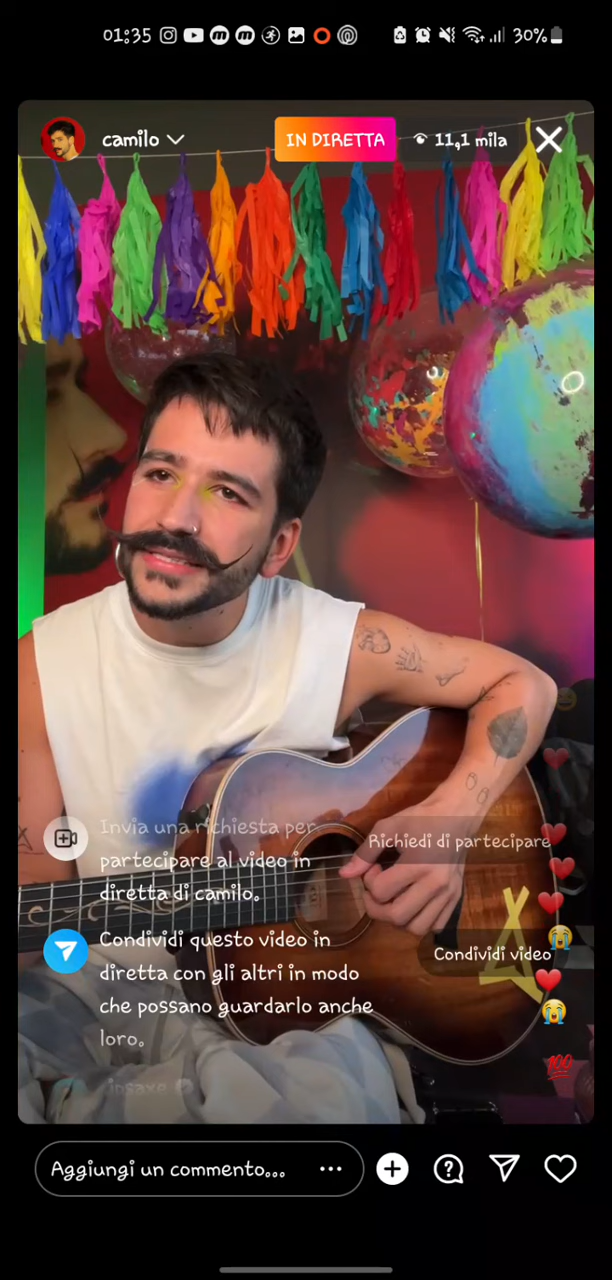 01:35
30%
camilo
IN DIRETTA
11,1 mila
Invia una richiesta per
partecipare al video in
diretta di camilo.
Richiedi di partecipare
Condividi questo video in
diretta con gli altri in modo
che possano guardarlo anche
loro.
Condividi video
100
Aggiungi un commento...